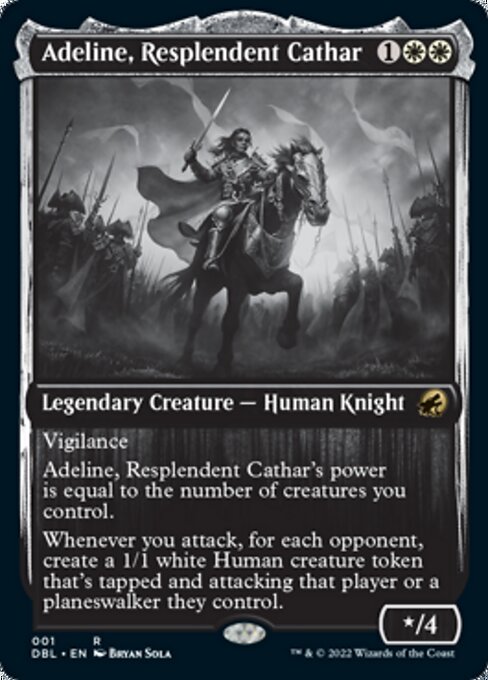 Adeline, Resplendent Cathar 1
Legendary Creature — Human Knight
Vigilance
Adeline, Resplendent Cathar's power
is equal to the number of creatures you
control.
Whenever you attack, for each opponent,
create a 1/1 white Human creature token
that's tapped and attacking that player or a
planeswalker they control.
*/4
001 R
DBL • EN Bryan Sola
™ & © 2022 Wizards of the Coast